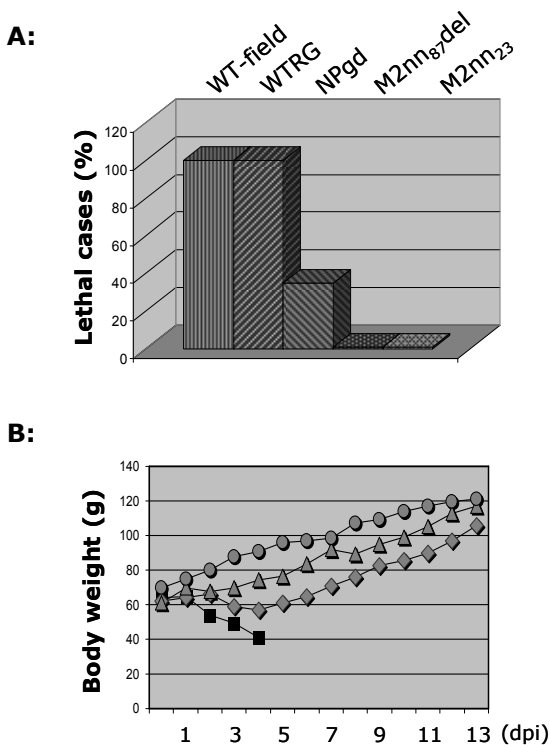 A:
WT-field WTRG NPgd M2nn87del M2nn23
Lethal cases (%)
120
100
80
60
40
20
0
B:
Body weight (g)
140
120
100
80
60
40
20
0
1 3 5 7 9 11 13 (dpi)